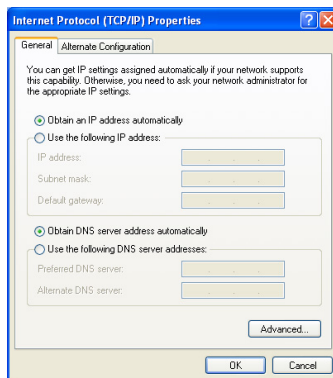 Internet Protocol (TCP/IP) Properties
General Alternate Configuration
You can get IP settings assigned automatically if your network supports
this capability. Otherwise, you need to ask your network administrator for
the appropriate IP settings.
Obtain an IP address automatically
Use the following IP address:
IP address:
Subnet mask:
Default gateway:
Obtain DNS server address automatically
Use the following DNS server addresses:
Preferred DNS server:
Alternate DNS server:
Advanced...
OK Cancel